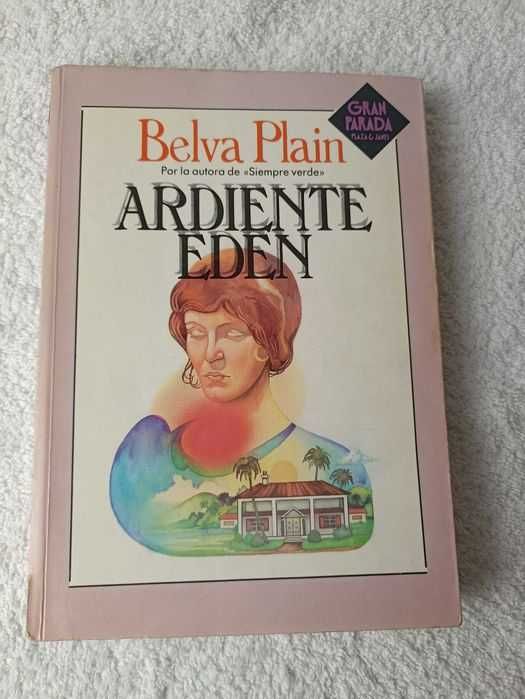 GRAN
PARADA
PLAZA & JANES
Belva Plain
Por la autora de «Siempre verde»
ARDIENTE
EDEN